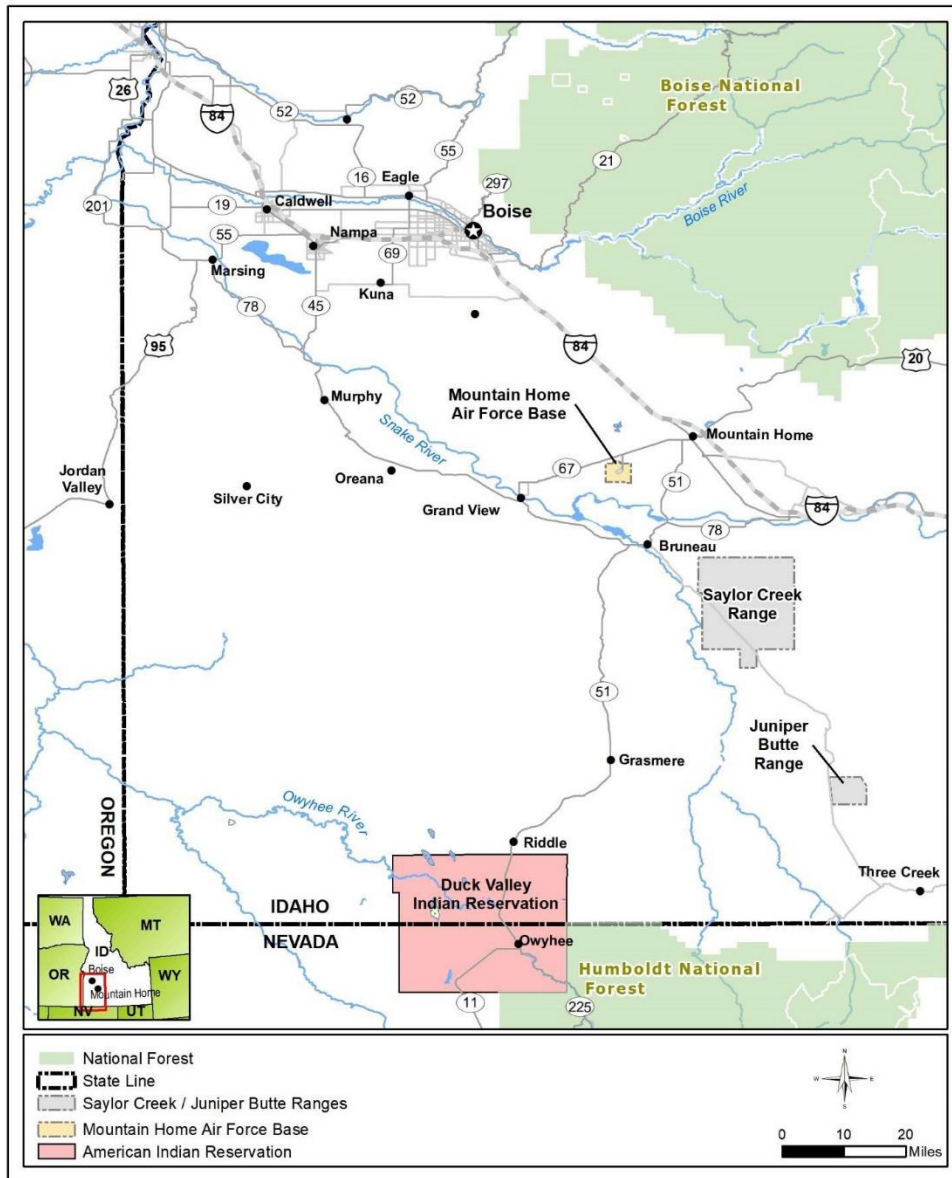 Boise National
Forest
26
84
52
52
55
21
16
Eagle
297
Boise River
201
19
Caldwell
Boise
55
Nampa
69
Marsing
Kuna
78
45
84
95
20
Mountain Home
Air Force Base
Murphy
Snake River
Mountain Home
Jordan
Valley
Silver City
Oreana
67
51
Grand View
84
78
Bruneau
Saylor Creek
Range
51
Juniper
Butte
Range
Grasmere
Owyhee River
OREGON
Riddle
Three Creek
Duck Valley
Indian Reservation
IDAHO
NEVADA
Owyhee
Humboldt National
Forest
11
225
WA
MT
ID
OR
Boise
WY
Mountain Home
NV
UT
National Forest
State Line
Saylor Creek / Juniper Butte Ranges
Mountain Home Air Force Base
American Indian Reservation
N
W
E
S
0 10 20
Miles